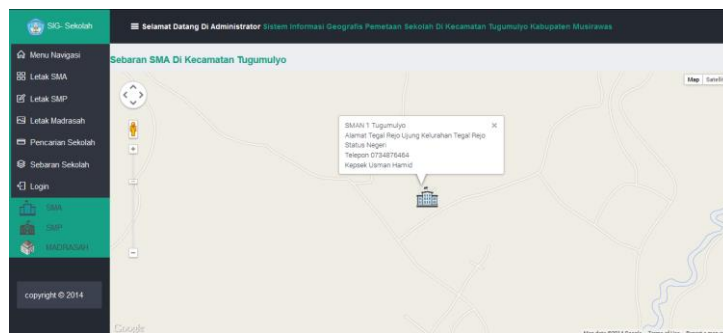 SIG- Sekolah
Selamat Datang Di Administrator Sistem Informasi Geografis Pemetaan Sekolah Di Kecamatan Tugumulyo Kabupaten Musirawas
Menu Navigasi
Letak SMA
Letak SMP
Letak Madrasah
Pencarian Sekolah
Sebaran Sekolah
Login
SMA
SMP
MADRASAH
copyright © 2014
Sebaran SMA Di Kecamatan Tugumulyo
Map Satelli
SMAN 1 Tugumulyo
Alamat Tegal Rejo Ujung Kelurahan Tegal Rejo
Status Negeri
Telepon 0734876464
Kepsek Usman Hamid
Google